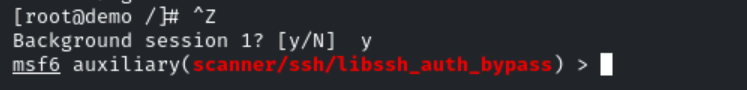 [root@demo /]# ^Z
Background session 1? [y/N]  y
msf6 auxiliary(scanner/ssh/libssh_auth_bypass) >